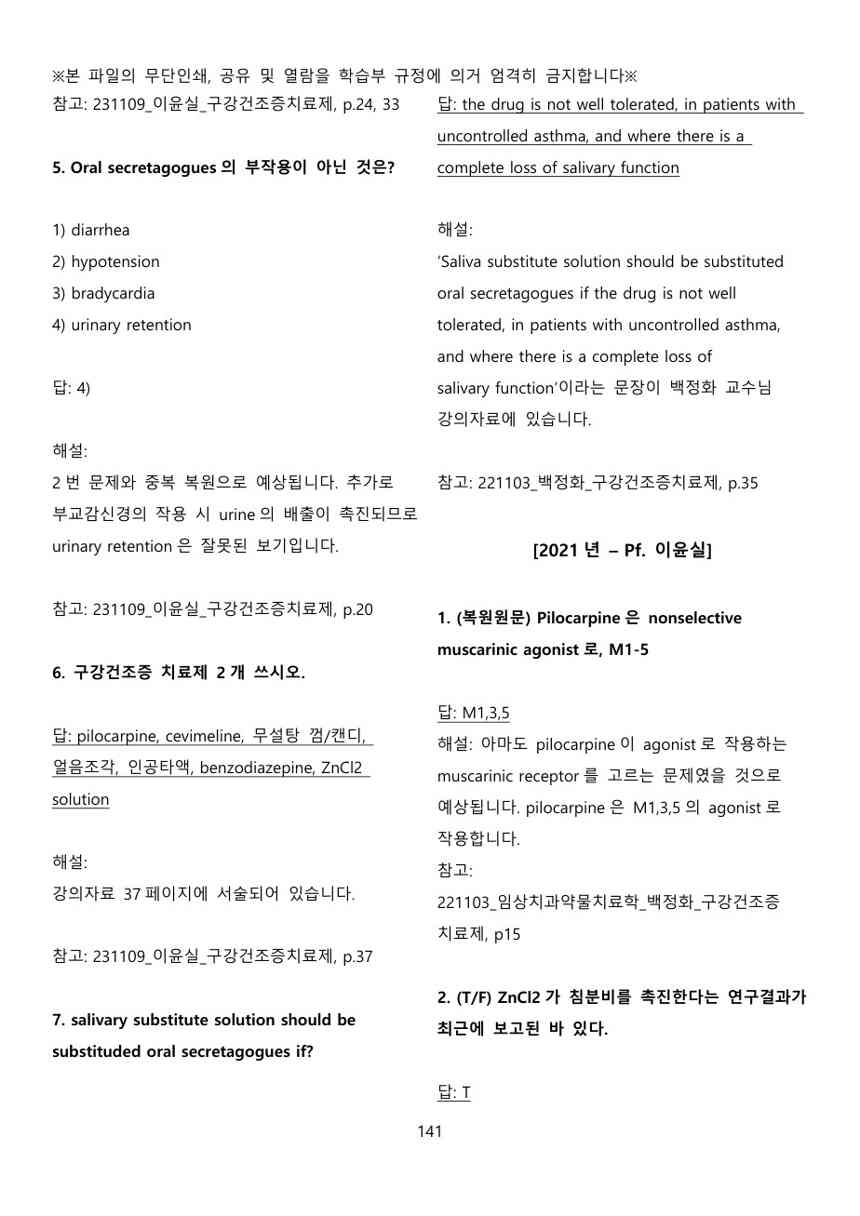 ※본 파일의 무단인쇄, 공유 및 열람을 학습부 규정에 의거 엄격히 금지합니다※
참고: 231109_이윤실_구강건조증치료제, p.24, 33
5. Oral secretagogues 의 부작용이 아닌 것은?
1) diarrhea
2) hypotension
3) bradycardia
4) urinary retention
답: 4)
해설:
2 번 문제와 중복 복원으로 예상됩니다. 추가로
부교감신경의 작용 시 urine 의 배출이 촉진되므로
urinary retention 은 잘못된 보기입니다.
참고: 231109_이윤실_구강건조증치료제, p.20
6. 구강건조증 치료제 2 개 쓰시오.
답: pilocarpine, cevimeline, 무설탕 껌/캔디,
얼음조각, 인공타액, benzodiazepine, ZnCl2
solution
해설:
강의자료 37 페이지에 서술되어 있습니다.
참고: 231109_이윤실_구강건조증치료제, p.37
7. salivary substitute solution should be
substituded oral secretagogues if?
답: the drug is not well tolerated, in patients with
uncontrolled asthma, and where there is a
complete loss of salivary function
해설:
‘Saliva substitute solution should be substituted
oral secretagogues if the drug is not well
tolerated, in patients with uncontrolled asthma,
and where there is a complete loss of
salivary function’이라는 문장이 백정화 교수님
강의자료에 있습니다.
참고: 221103_백정화_구강건조증치료제, p.35
[2021 년 – Pf. 이윤실]
1. (복원원문) Pilocarpine 은 nonselective
muscarinic agonist 로, M1-5
답: M1,3,5
해설: 아마도 pilocarpine 이 agonist 로 작용하는
muscarinic receptor 를 고르는 문제였을 것으로
예상됩니다. pilocarpine 은 M1,3,5 의 agonist 로
작용합니다.
참고:
221103_임상치과약물치료학_백정화_구강건조증
치료제, p15
2. (T/F) ZnCl2 가 침분비를 촉진한다는 연구결과가
최근에 보고된 바 있다.
답: T
141